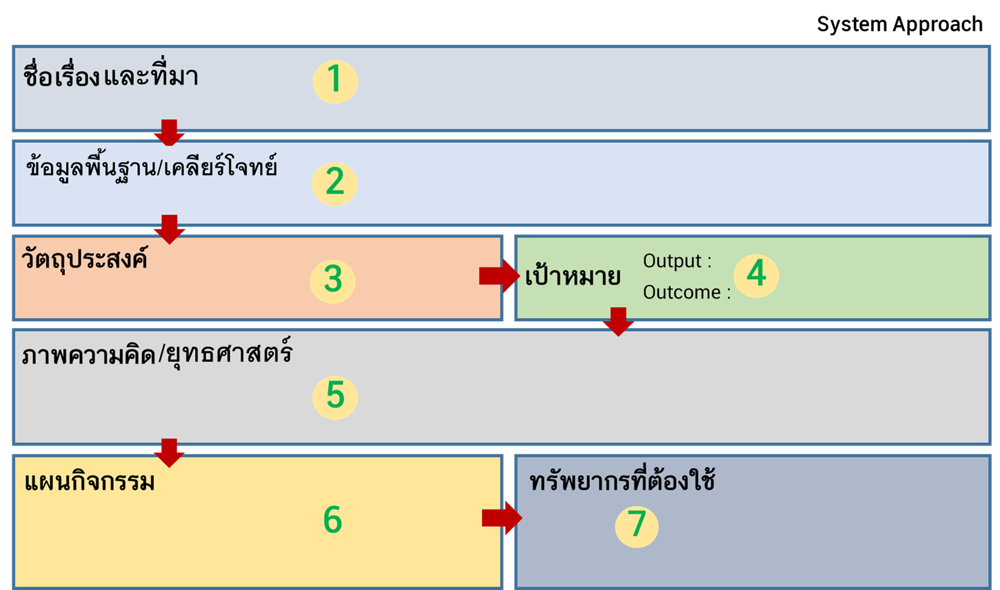 System Approach
ชื่อเรื่องและที่มา 1
ข้อมูลพื้นฐาน/เคลียร์โจทย์ 2
วัตถุประสงค์ 3
เป้าหมาย Output : 4
Outcome :
ภาพความคิด/ยุทธศาสตร์ 5
แผนกิจกรรม 6
ทรัพยากรที่ต้องใช้ 7